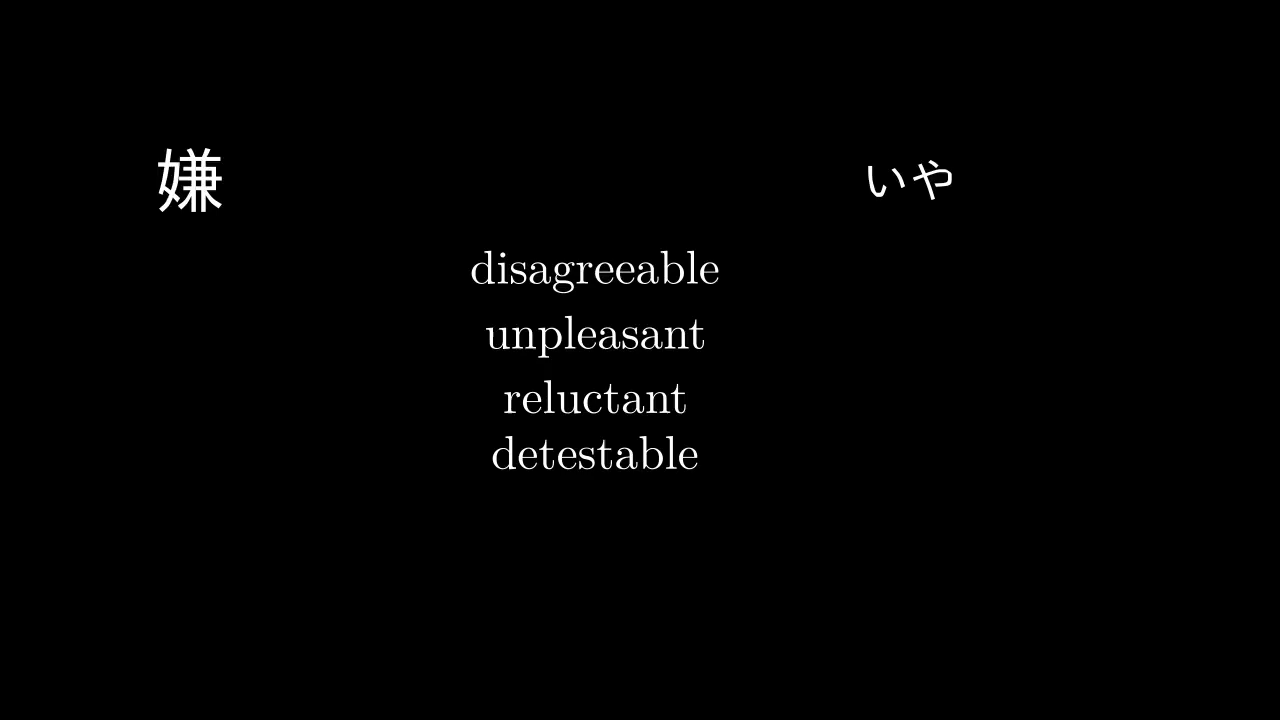 嫌 いや
disagreeable
unpleasant
reluctant
detestable